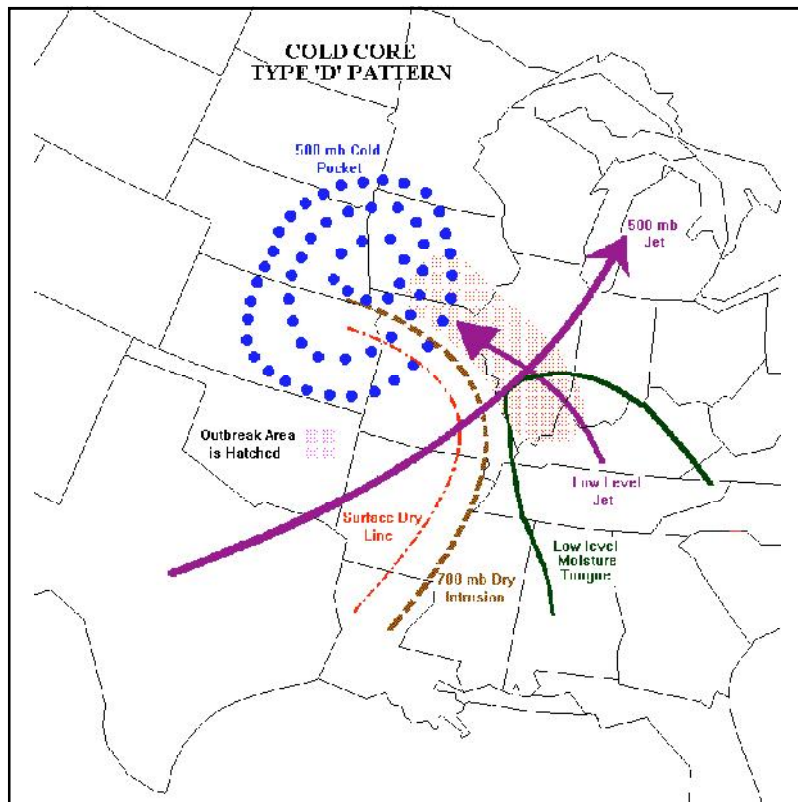 COLD CORE
TYPE 'D' PATTERN
500 mb Cold
Pocket
500 mb
Jet
Outbreak Area
is Hatched
Low Level
Jet
Surface Dry
Line
Low level
Moisture
Tongue
700 mb Dry
Intrusion